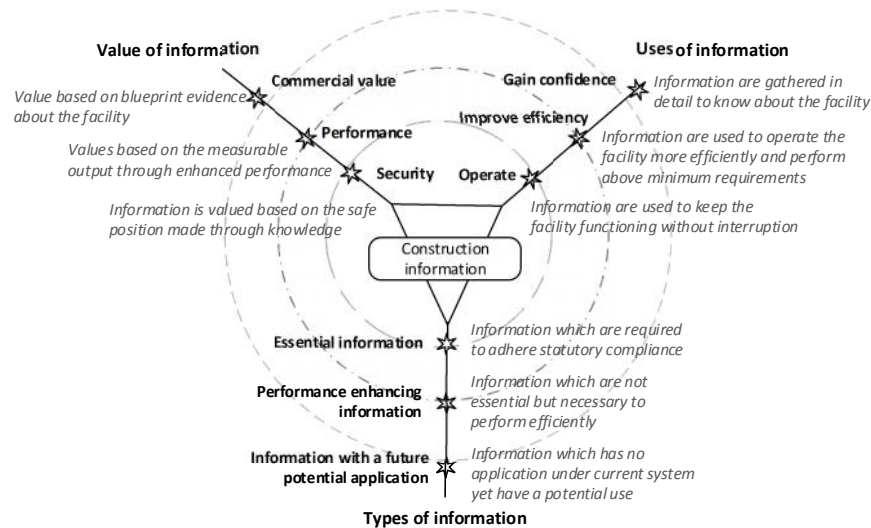 Value of information
Uses of information
Commercial value
Gain confidence
Value based on blueprint evidence
about the facility
Information are gathered in
detail to know about the facility
Performance
Improve efficiency
Values based on the measurable
output through enhanced performance
Information are used to operate the
facility more efficiently and perform
above minimum requirements
Security
Operate
Information is valued based on the safe
position made through knowledge
Information are used to keep the
facility functioning without interruption
Construction
information
Essential information
Information which are required
to adhere statutory compliance
Performance enhancing
information
Information which are not
essential but necessary to
perform efficiently
Information with a future
potential application
Information which has no
application under current system
yet have a potential use
Types of information